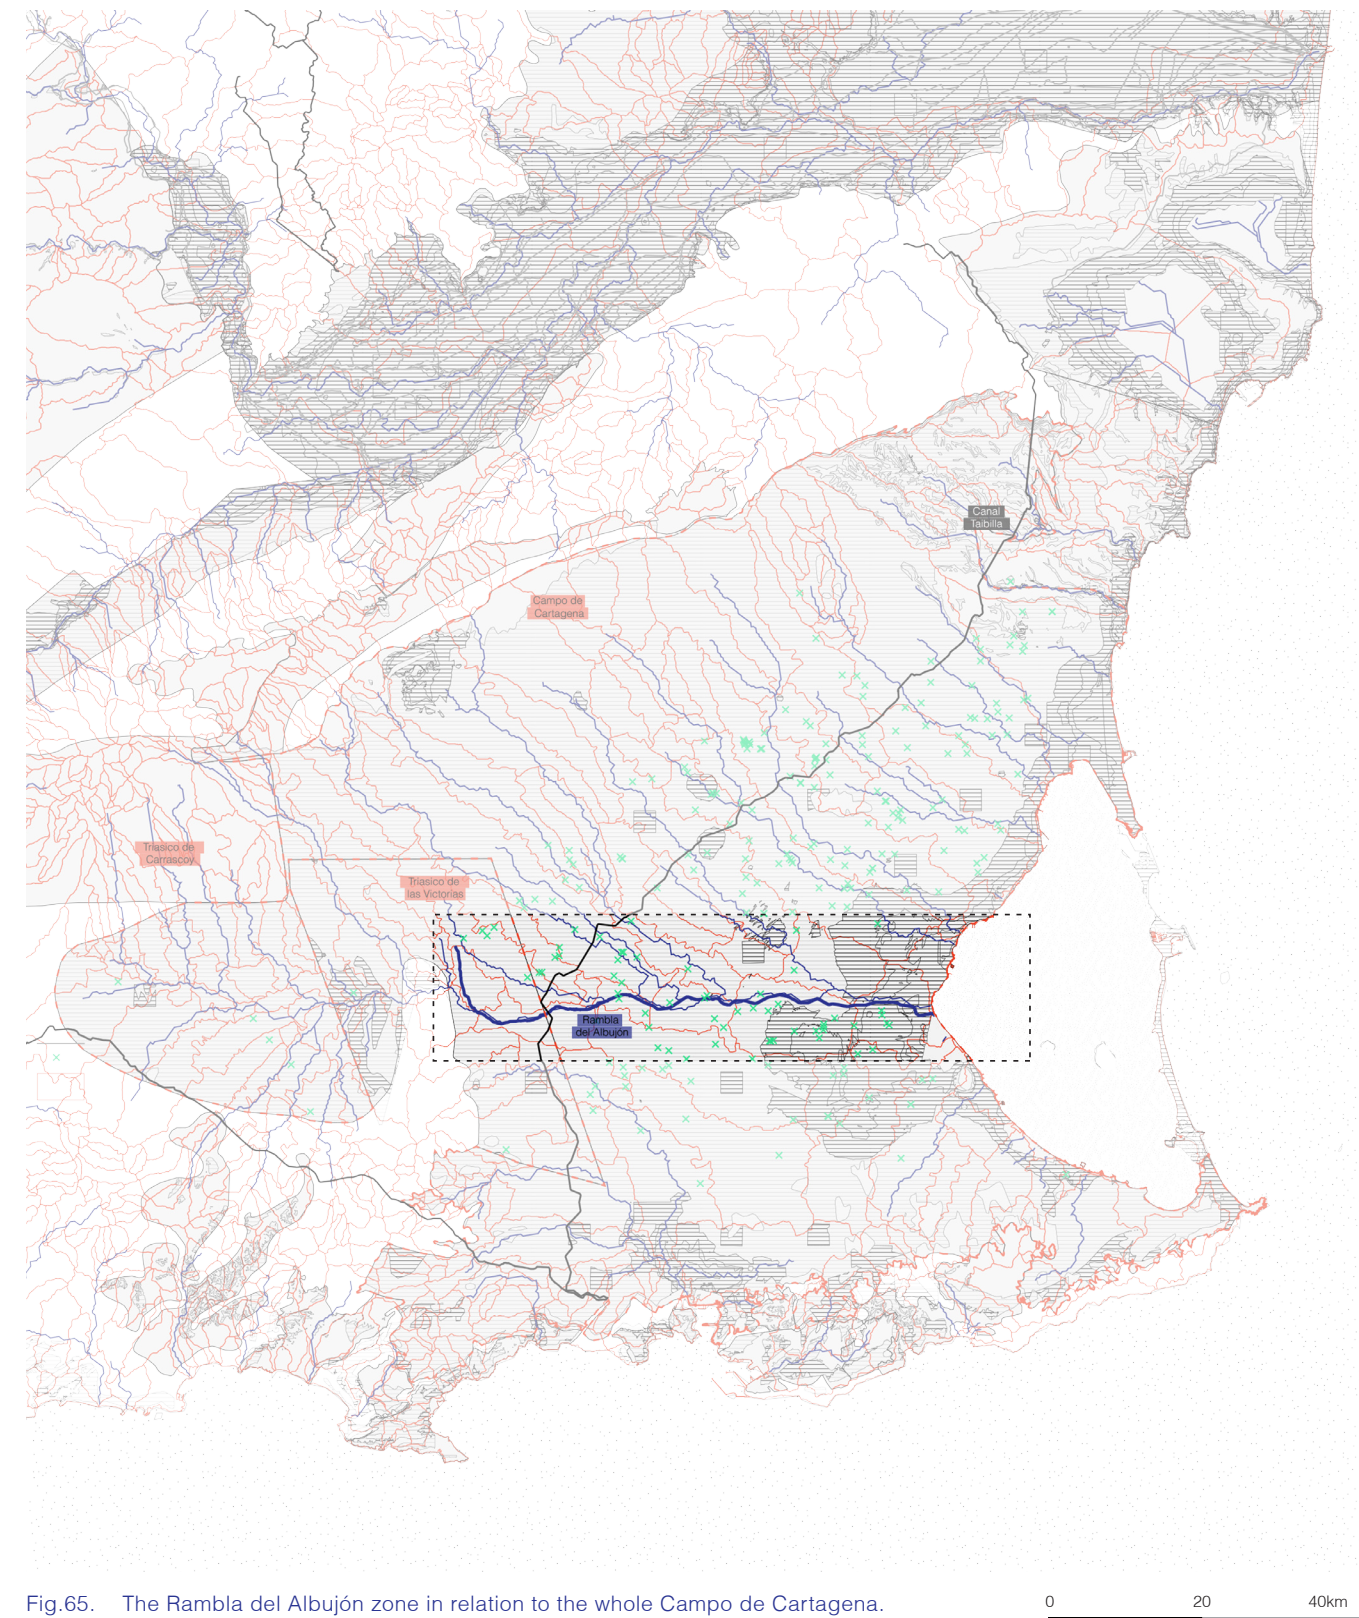 Canal
Taibilla
Campo de
Cartagena
Triasico de
Carrascoy
Triasico de
las Victorías
Rambla
del Albujón
Fig.65. The Rambla del Albujón zone in relation to the whole Campo de Cartagena.
0 20 40km